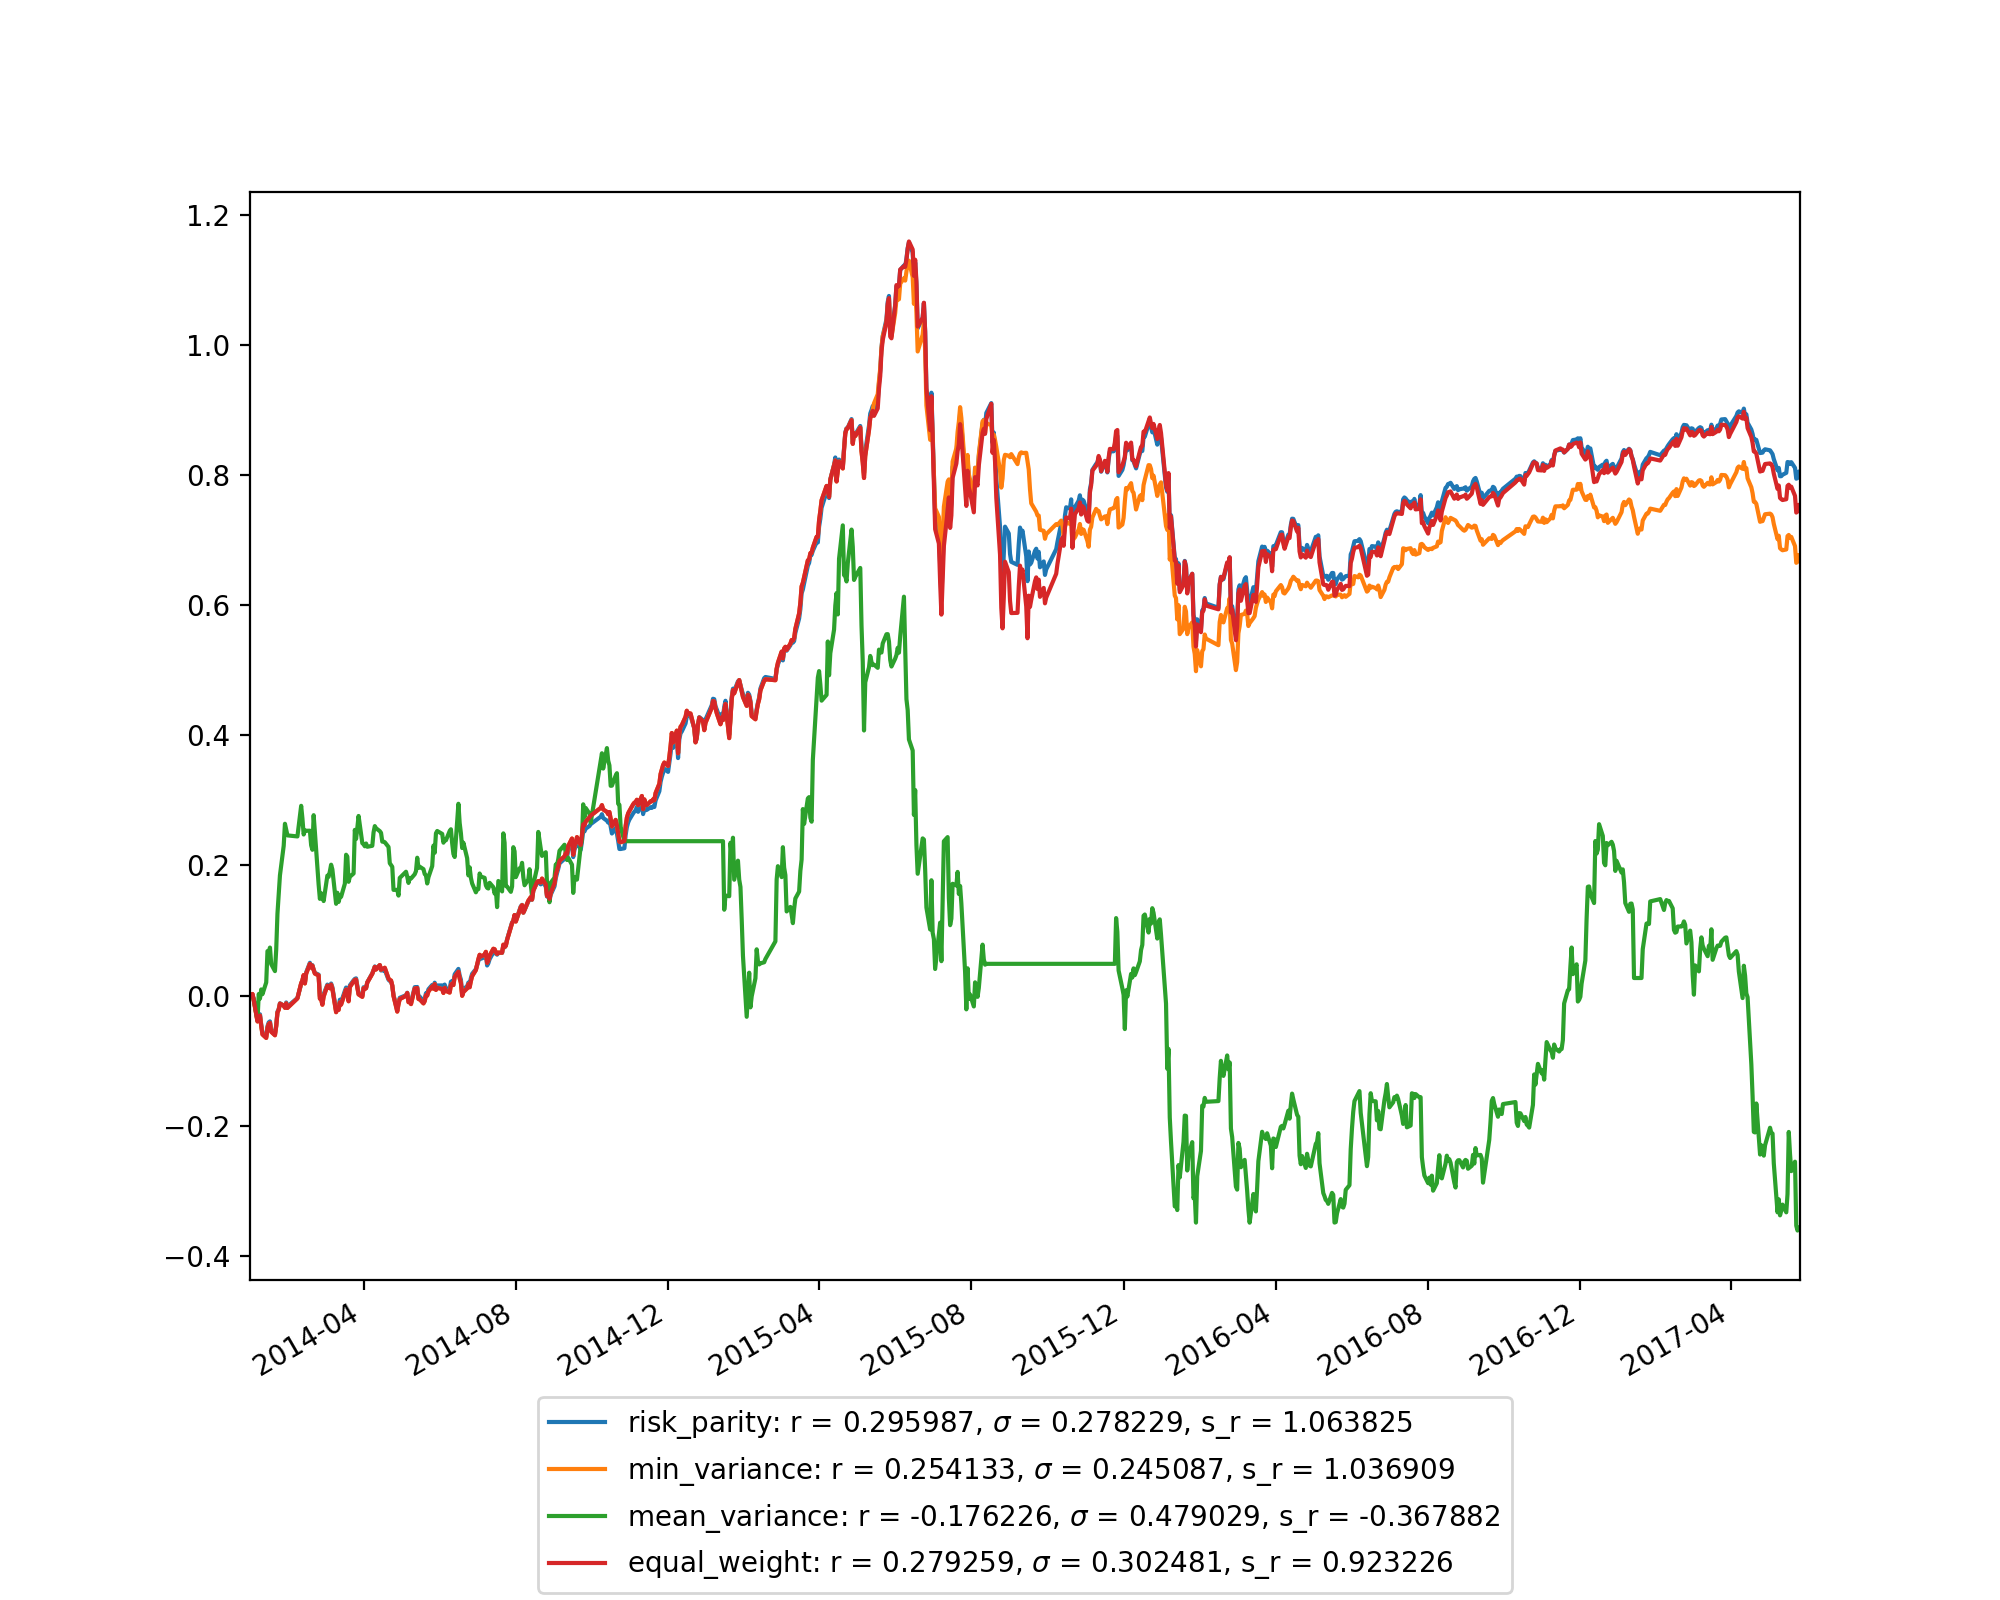 1.2
1.0
0.8
0.6
0.4
0.2
0.0
−0.2
−0.4
2014-04 2014-08 2014-12 2015-04 2015-08 2015-12 2016-04 2016-08 2016-12 2017-04
risk_parity: r = 0.295987, σ = 0.278229, s_r = 1.063825
min_variance: r = 0.254133, σ = 0.245087, s_r = 1.036909
mean_variance: r = -0.176226, σ = 0.479029, s_r = -0.367882
equal_weight: r = 0.279259, σ = 0.302481, s_r = 0.923226